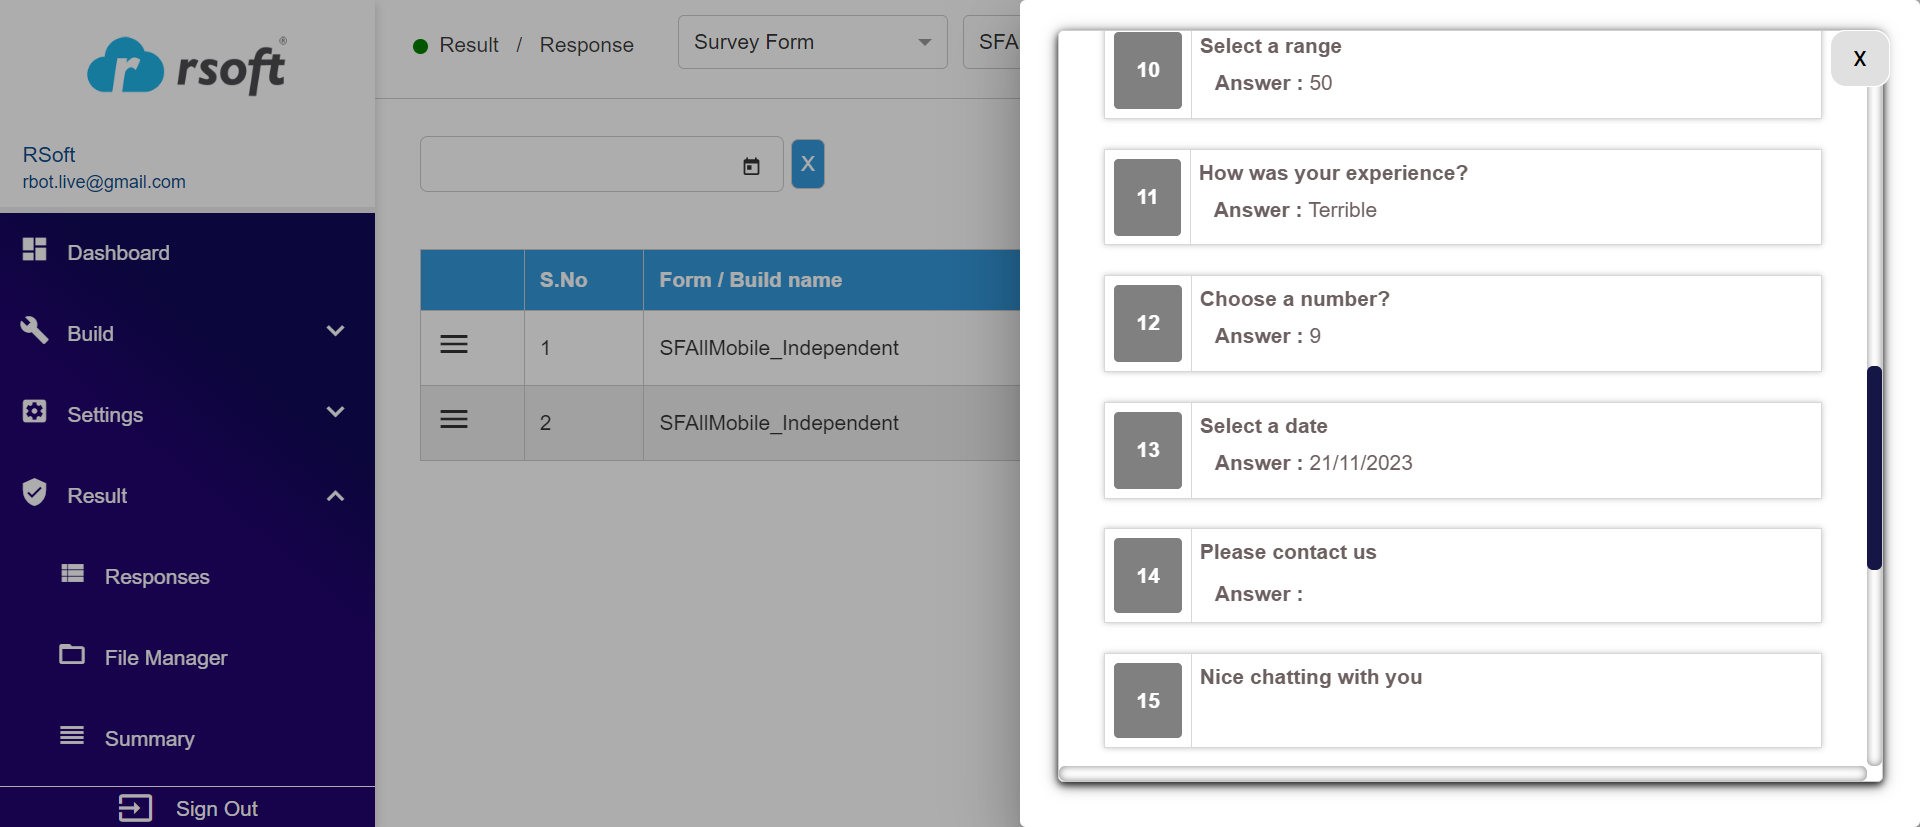 rsoft®
RSoft
rbot.live@gmail.com
Dashboard
Build
Settings
Result
Responses
File Manager
Summary
Sign Out
Result / Response
Survey Form
SFA
X
S.No
Form / Build name
1
SFAllMobile_Independent
2
SFAllMobile_Independent
X
10
Select a range
Answer : 50
11
How was your experience?
Answer : Terrible
12
Choose a number?
Answer : 9
13
Select a date
Answer : 21/11/2023
14
Please contact us
Answer :
15
Nice chatting with you